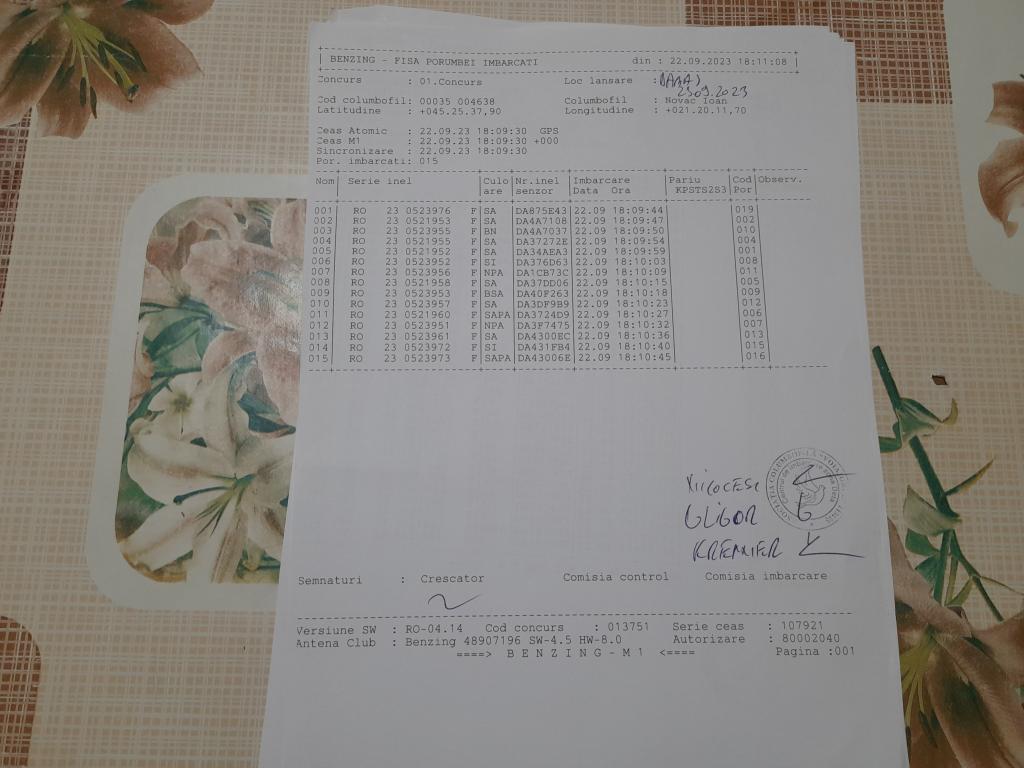 BENZING - FISA PORUMBEI IMBARCATI din : 22.09.2023 18:11:08
Concurs : 01.Concurs Loc lansare :
23.09.2023
Cod columbofil: 00035 004638 Columbofil : Novac Ioan
Latitudine : +045.25.37,90 Longitudine : +021.20.11,70
Ceas Atomic : 22.09.23 18:09:30 GPS
Ceas M1 : 22.09.23 18:09:30 +000
Sincronizare : 22.09.23 18:09:30
Por. imbarcati: 015
Nom Serie inel Culo Nr.inel Imbarcare Pariu Cod Observ.
are senzor Data Ora KPSTS2S3 Por
001 RO 23 0523976 F SA DA875E43 22.09 18:09:44 019
002 RO 23 0521953 F SA DA4A7108 22.09 18:09:47 002
003 RO 23 0523955 F BN DA4A7037 22.09 18:09:50 010
004 RO 23 0521955 F SA DA37272E 22.09 18:09:54 004
005 RO 23 0521952 F SA DA34AEA3 22.09 18:09:59 001
006 RO 23 0523952 F SI DA376D63 22.09 18:10:03 008
007 RO 23 0523956 F NPA DA1CB73C 22.09 18:10:09 011
008 RO 23 0521958 F SA DA37DD06 22.09 18:10:15 005
009 RO 23 0523953 F BSA DA40F263 22.09 18:10:18 009
010 RO 23 0523957 F SA DA3DF9B9 22.09 18:10:23 012
011 RO 23 0521960 F SAPA DA3724D9 22.09 18:10:27 006
012 RO 23 0523951 F NPA DA3F7475 22.09 18:10:32 007
013 RO 23 0523961 F SA DA4300EC 22.09 18:10:36 013
014 RO 23 0523972 F SI DA431FB4 22.09 18:10:40 015
015 RO 23 0523973 F SAPA DA43006E 22.09 18:10:45 016
GLIGOR
Semnaturi : Crescator Comisia control Comisia imbarcare
Versiune SW : RO-04.14 Cod concurs : 013751 Serie ceas : 107921
Antena Club : Benzing 48907196 SW-4.5 HW-8.0 Autorizare : 80002040
====> B E N Z I N G - M 1 <==== Pagina :001